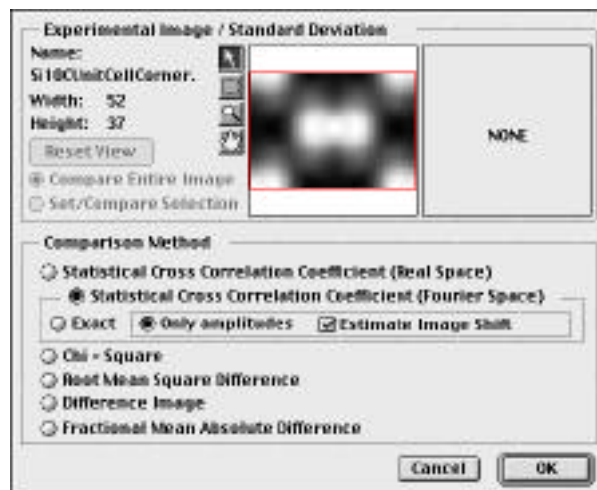 Experimental Image / Standard Deviation
Name:
Si110UnitCellCorner.
Width: 52
Height: 37
Reset View
Compare Entire Image
Set/Compare Selection
NONE
Comparison Method
Statistical Cross Correlation Coefficient (Real Space)
Statistical Cross Correlation Coefficient (Fourier Space)
Exact Only amplitudes Estimate Image Shift
Chi - Square
Root Mean Square Difference
Difference Image
Fractional Mean Absolute Difference
Cancel OK